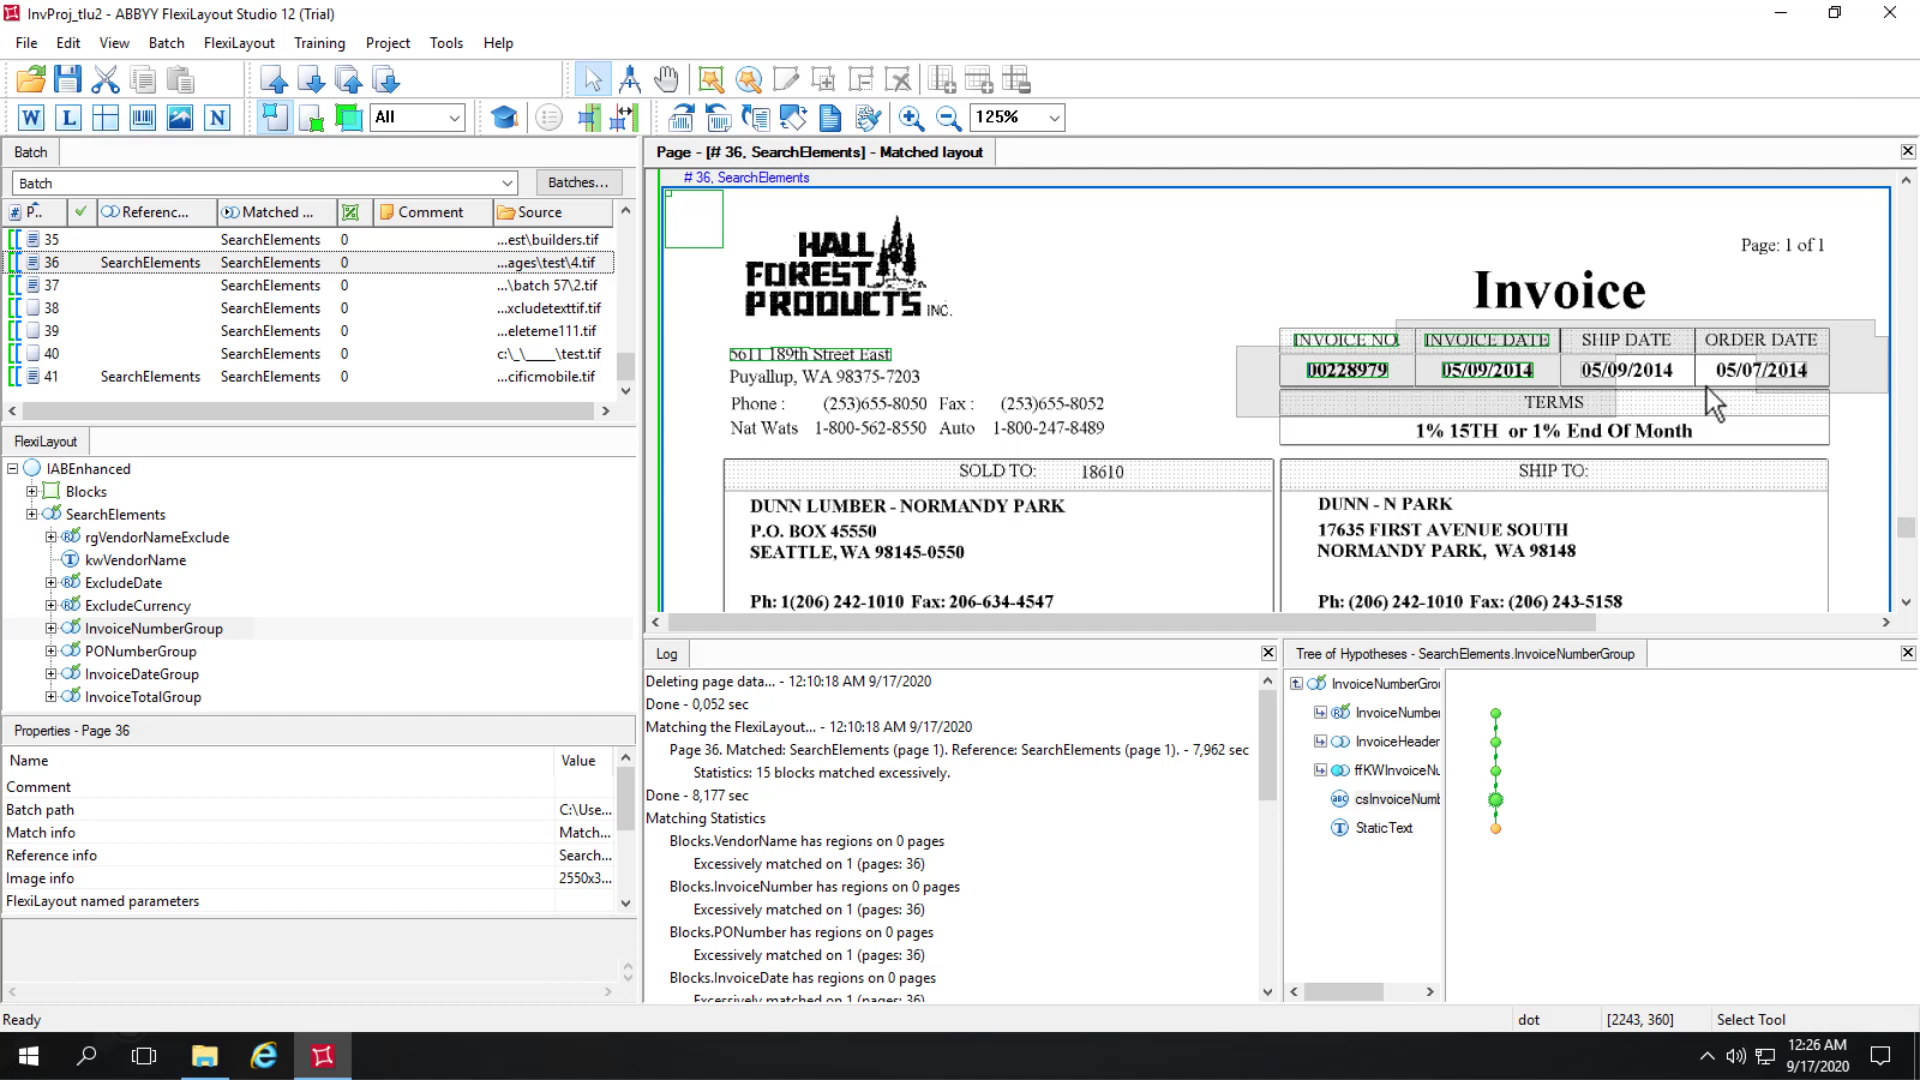 InvProj_tlu2 - ABBYY FlexiLayout Studio 12 (Trial)
File Edit View Batch FlexiLayout Training Project Tools Help
W L N All 125%
Batch
Batch Batches...
# P.. Referenc... Matched ... Comment Source
35 SearchElements 0 ...est\builders.tif
36 SearchElements SearchElements 0 ...ages\test\4.tif
37 SearchElements 0 ...\batch 57\2.tif
38 SearchElements 0 ...xcludetexttif.tif
39 SearchElements 0 ...eleteme111.tif
40 SearchElements 0 c:\_\____\test.tif
41 SearchElements SearchElements 0 ...cificmobile.tif
FlexiLayout
IABEnhanced
Blocks
SearchElements
rgVendorNameExclude
kwVendorName
ExcludeDate
ExcludeCurrency
InvoiceNumberGroup
PONumberGroup
InvoiceDateGroup
InvoiceTotalGroup
Properties - Page 36
Name Value
Comment
Batch path C:\Use...
Match info Match...
Reference info Search...
Image info 2550x3...
FlexiLayout named parameters
Page - [# 36, SearchElements] - Matched layout
# 36, SearchElements
HALL
FOREST
PRODUCTS INC.
Page: 1 of 1
Invoice
5611 189th Street East
Puyallup, WA 98375-7203
Phone : (253)655-8050 Fax : (253)655-8052
Nat Wats 1-800-562-8550 Auto 1-800-247-8489
INVOICE NO. INVOICE DATE SHIP DATE ORDER DATE
00228979 05/09/2014 05/09/2014 05/07/2014
TERMS
1% 15TH or 1% End Of Month
SOLD TO: 18610
DUNN LUMBER - NORMANDY PARK
P.O. BOX 45550
SEATTLE, WA 98145-0550
Ph: 1(206) 242-1010 Fax: 206-634-4547
SHIP TO:
DUNN - N PARK
17635 FIRST AVENUE SOUTH
NORMANDY PARK, WA 98148
Ph: (206) 242-1010 Fax: (206) 243-5158
Log
Deleting page data... - 12:10:18 AM 9/17/2020
Done - 0,052 sec
Matching the FlexiLayout... - 12:10:18 AM 9/17/2020
Page 36. Matched: SearchElements (page 1). Reference: SearchElements (page 1). - 7,962 sec
Statistics: 15 blocks matched excessively.
Done - 8,177 sec
Matching Statistics
Blocks.VendorName has regions on 0 pages
Excessively matched on 1 (pages: 36)
Blocks.InvoiceNumber has regions on 0 pages
Excessively matched on 1 (pages: 36)
Blocks.PONumber has regions on 0 pages
Excessively matched on 1 (pages: 36)
Blocks.InvoiceDate has regions on 0 pages
Excessively matched on 1 (pages: 36)
Tree of Hypotheses - SearchElements.InvoiceNumberGroup
InvoiceNumberGrou
InvoiceNumber
InvoiceHeader
ffKWInvoiceNu
csInvoiceNumb
StaticText
Ready dot [2243, 360] Select Tool
12:26 AM
9/17/2020